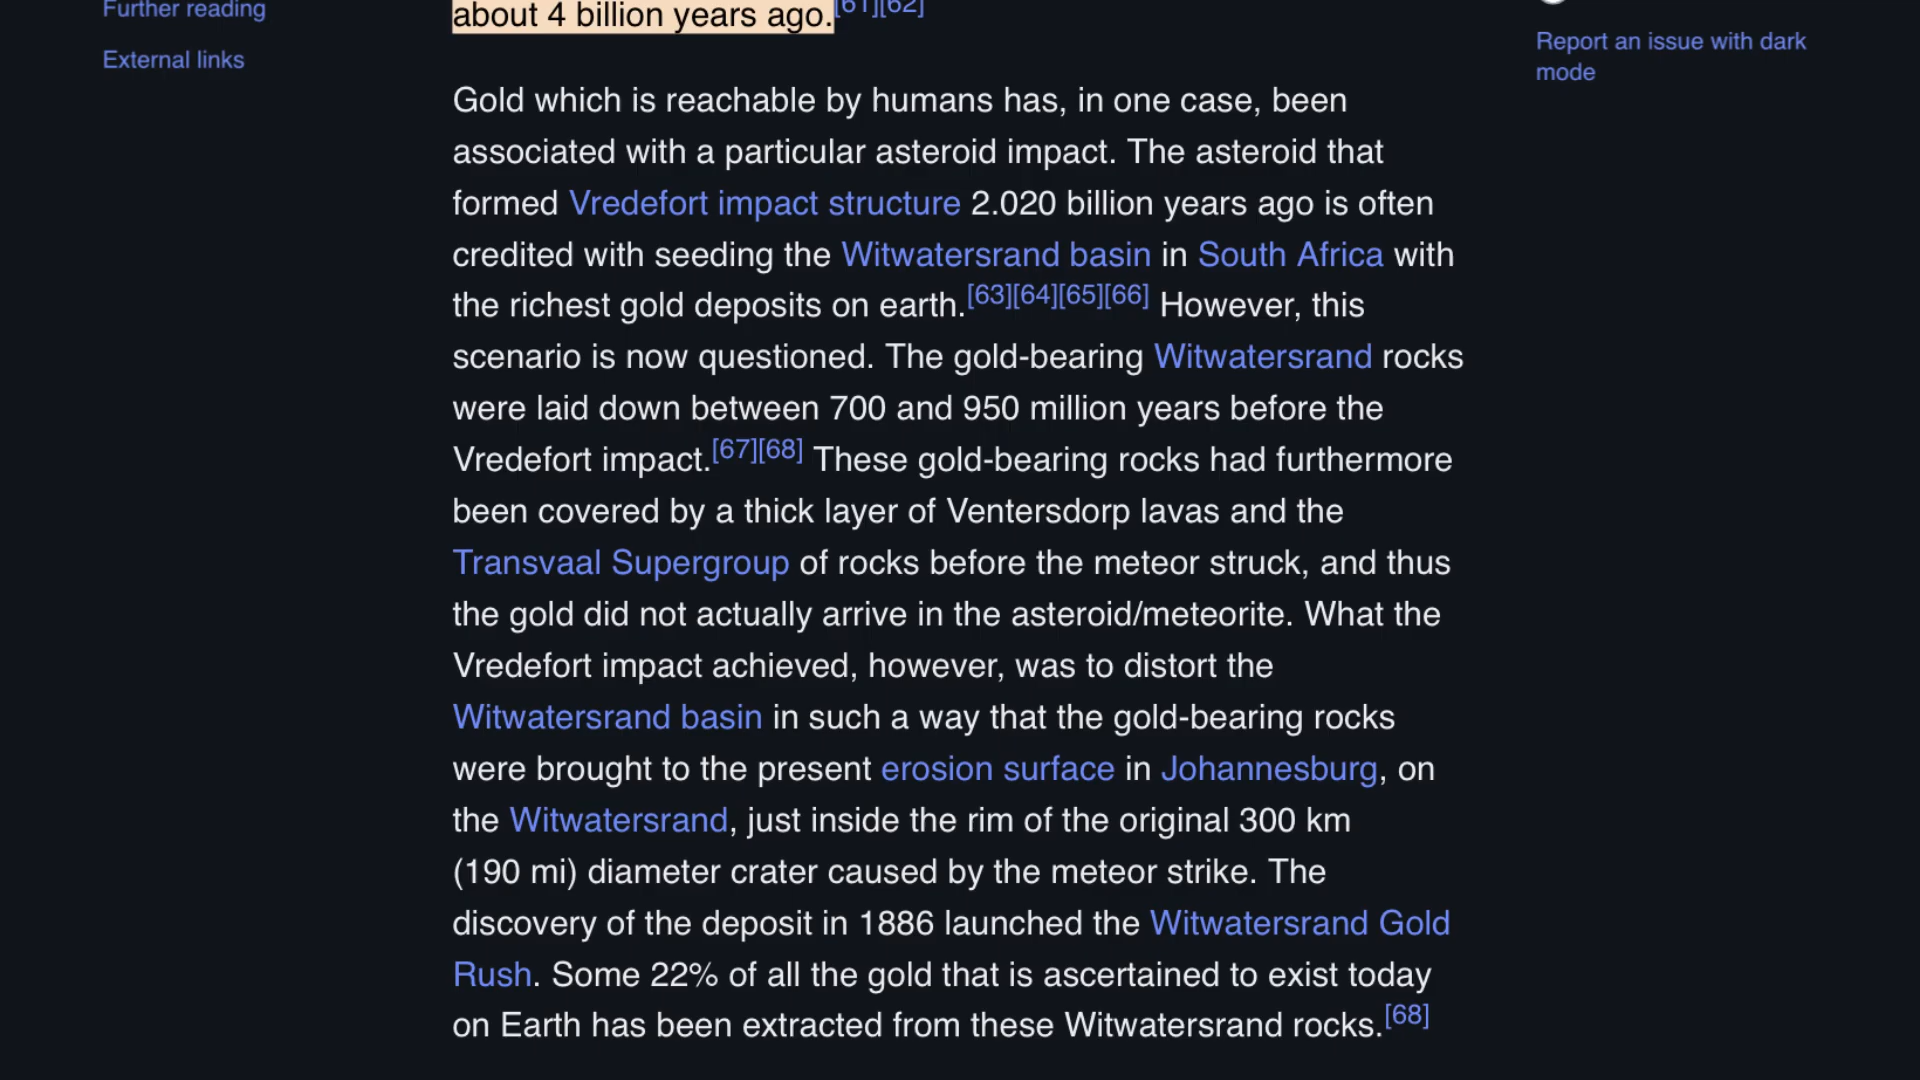 Further reading
External links
about 4 billion years ago.[61][62]
Gold which is reachable by humans has, in one case, been
associated with a particular asteroid impact. The asteroid that
formed Vredefort impact structure 2.020 billion years ago is often
credited with seeding the Witwatersrand basin in South Africa with
the richest gold deposits on earth.[63][64][65][66] However, this
scenario is now questioned. The gold-bearing Witwatersrand rocks
were laid down between 700 and 950 million years before the
Vredefort impact.[67][68] These gold-bearing rocks had furthermore
been covered by a thick layer of Ventersdorp lavas and the
Transvaal Supergroup of rocks before the meteor struck, and thus
the gold did not actually arrive in the asteroid/meteorite. What the
Vredefort impact achieved, however, was to distort the
Witwatersrand basin in such a way that the gold-bearing rocks
were brought to the present erosion surface in Johannesburg, on
the Witwatersrand, just inside the rim of the original 300 km
(190 mi) diameter crater caused by the meteor strike. The
discovery of the deposit in 1886 launched the Witwatersrand Gold
Rush. Some 22% of all the gold that is ascertained to exist today
on Earth has been extracted from these Witwatersrand rocks.[68]
Report an issue with dark
mode